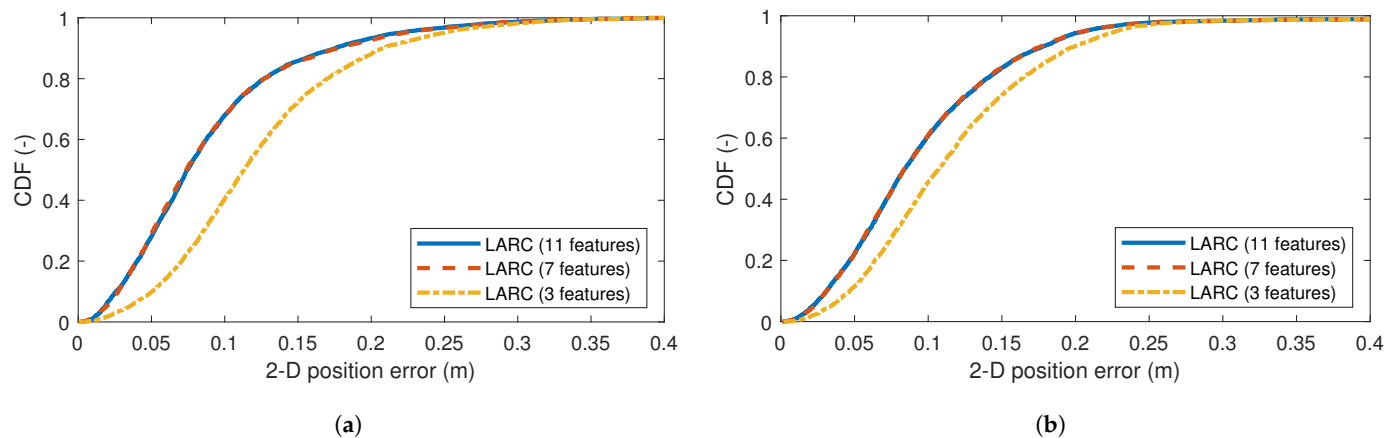 1
0.8
0.6
0.4
0.2
0
CDF (-)
LARC (11 features)
LARC (7 features)
LARC (3 features)
0 0.05 0.1 0.15 0.2 0.25 0.3 0.35 0.4
2-D position error (m)
(a)
1
0.8
0.6
0.4
0.2
0
CDF (-)
LARC (11 features)
LARC (7 features)
LARC (3 features)
0 0.05 0.1 0.15 0.2 0.25 0.3 0.35 0.4
2-D position error (m)
(b)